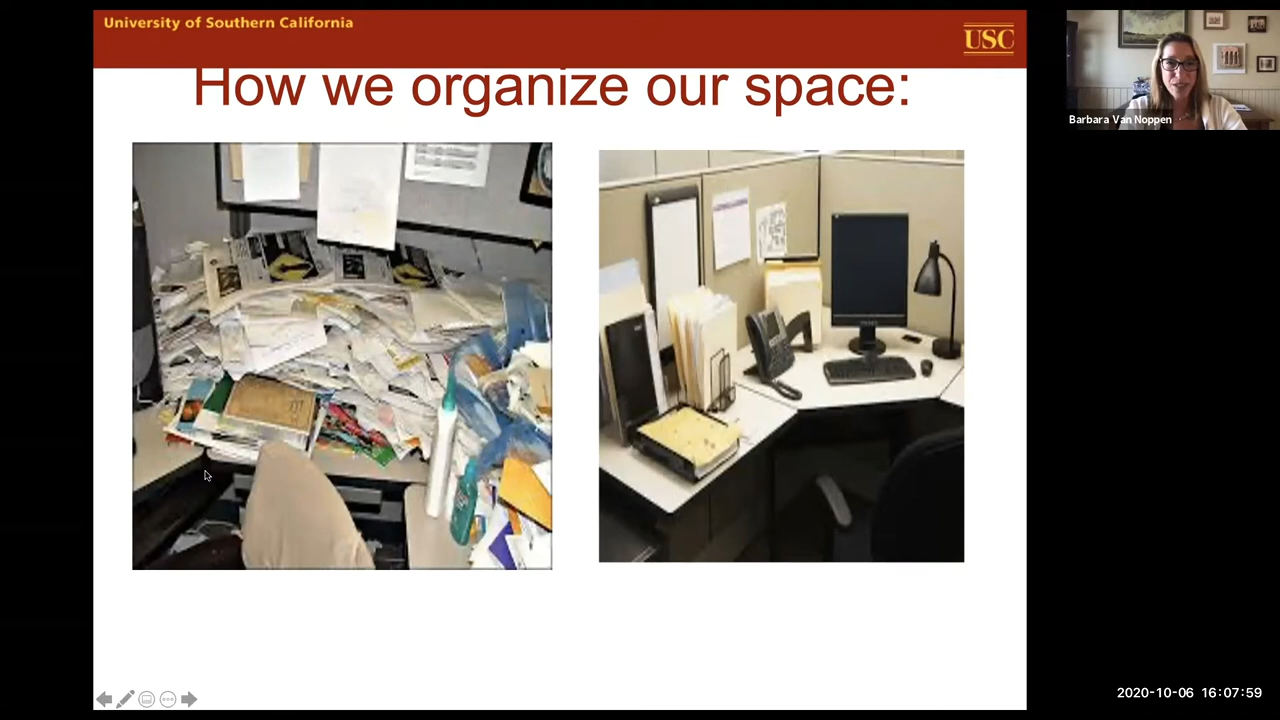 University of Southern California
USC
How we organize our space:
Barbara Van Noppen
2020-10-06 16:07:59